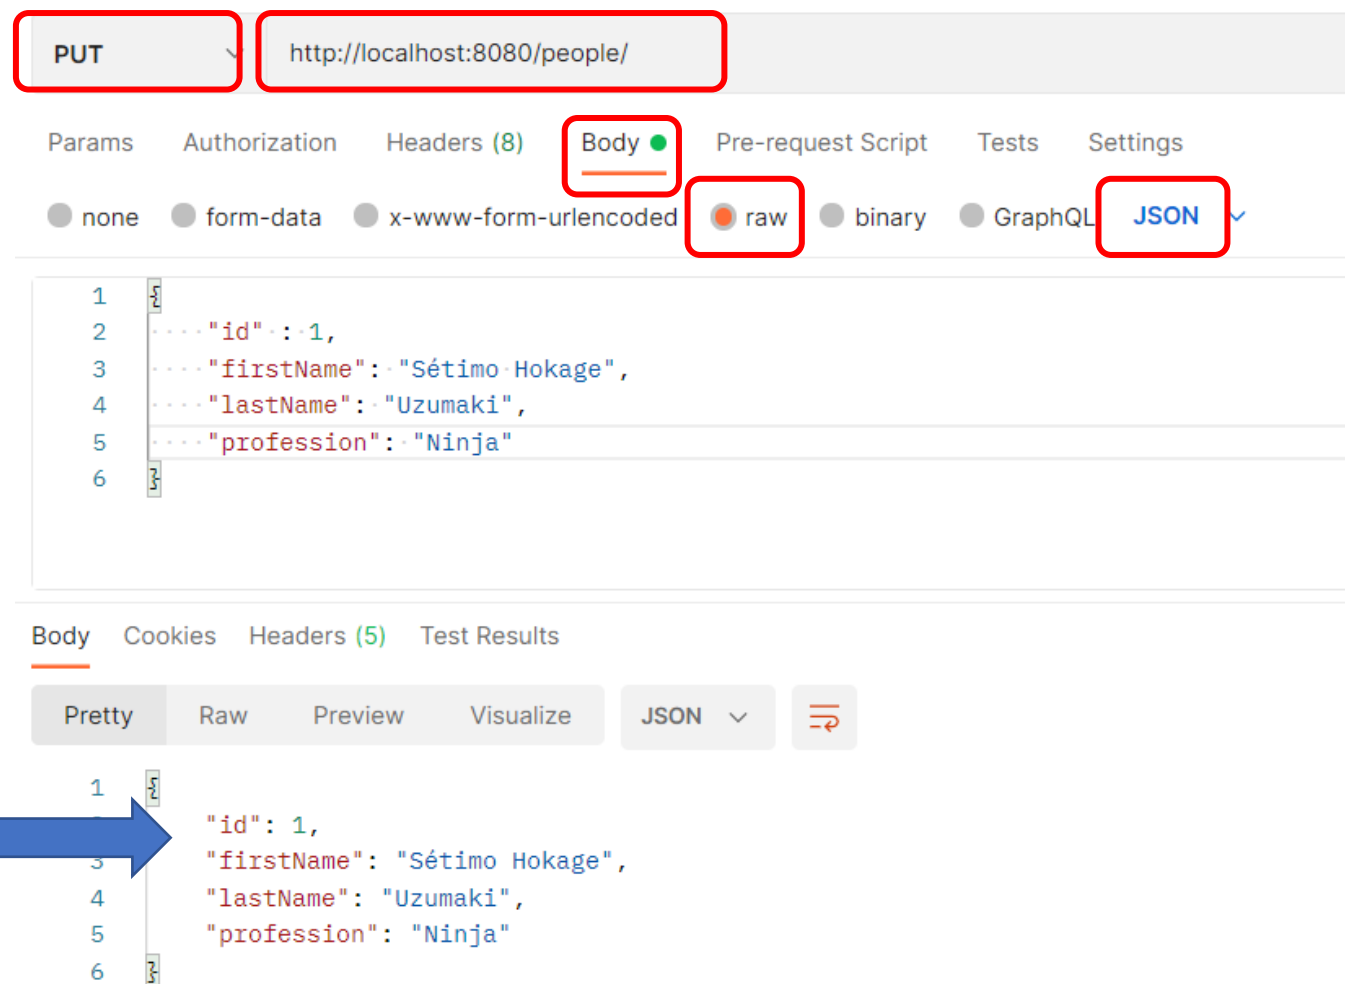 PUT http://localhost:8080/people/
Params Authorization Headers (8) Body Pre-request Script Tests Settings
none form-data x-www-form-urlencoded raw binary GraphQL JSON
1 {
2 "id" : 1,
3 "firstName": "Sétimo Hokage",
4 "lastName": "Uzumaki",
5 "profession": "Ninja"
6 }
Body Cookies Headers (5) Test Results
Pretty Raw Preview Visualize JSON
1 {
"id": 1,
3 "firstName": "Sétimo Hokage",
4 "lastName": "Uzumaki",
5 "profession": "Ninja"
6 }